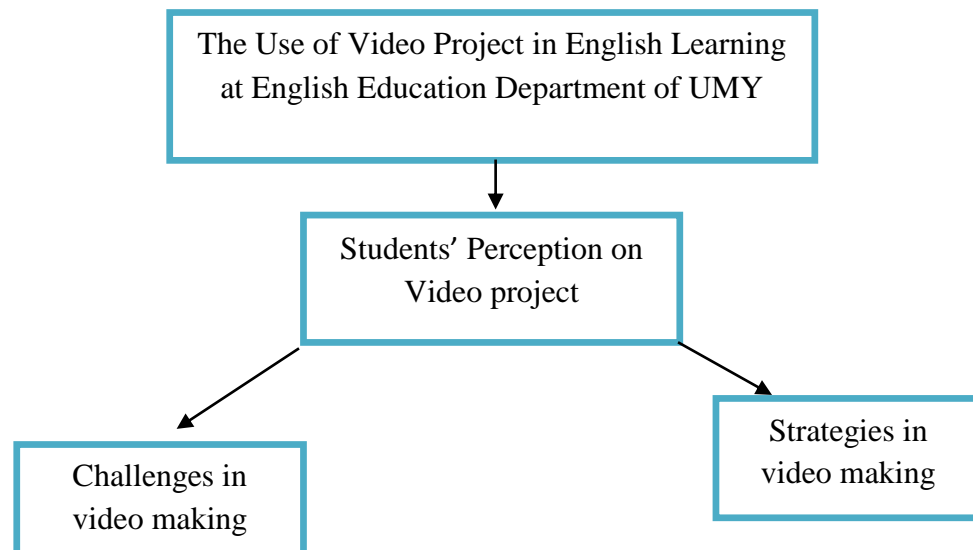 The Use of Video Project in English Learning
at English Education Department of UMY
Students’ Perception on
Video project
Challenges in
video making
Strategies in
video making